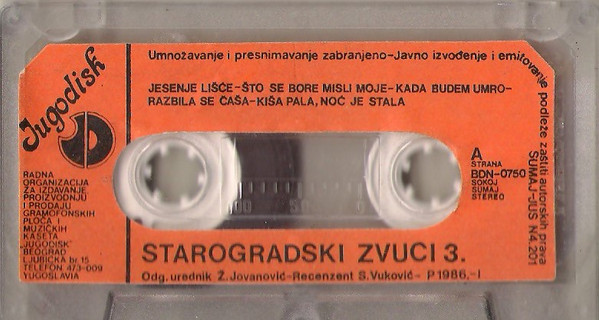 Jugodisk
Umnožavanje i presnimavanje zabranjeno-Javno izvođenje i emitovanje podleže zaštiti autorskih prava
JESENJE LIŠĆE-ŠTO SE BORE MISLI MOJE-KADA BUDEM UMRO-
RAZBILA SE ČAŠA-KIŠA PALA, NOĆ JE STALA
RADNA
ORGANIZACIJA
ZA IZDAVANJE
PROIZVODNJU
I PRODAJU
GRAMOFONSKIH
PLOČA I
MUZIČKIH
KASETA
„JUGODISK"
BEOGRAD
LJUBIČKA br. 15
TELEFON 473-009
YUGOSLAVIA
A
STRANA
BDN-0750
SOKOJ
SUMAJ
STEREO
SUMAJ-JUS N4.201
STAROGRADSKI ZVUCI 3.
Odg. urednik Ž. Jovanović-Recenzent S. Vuković- P 1986,-I